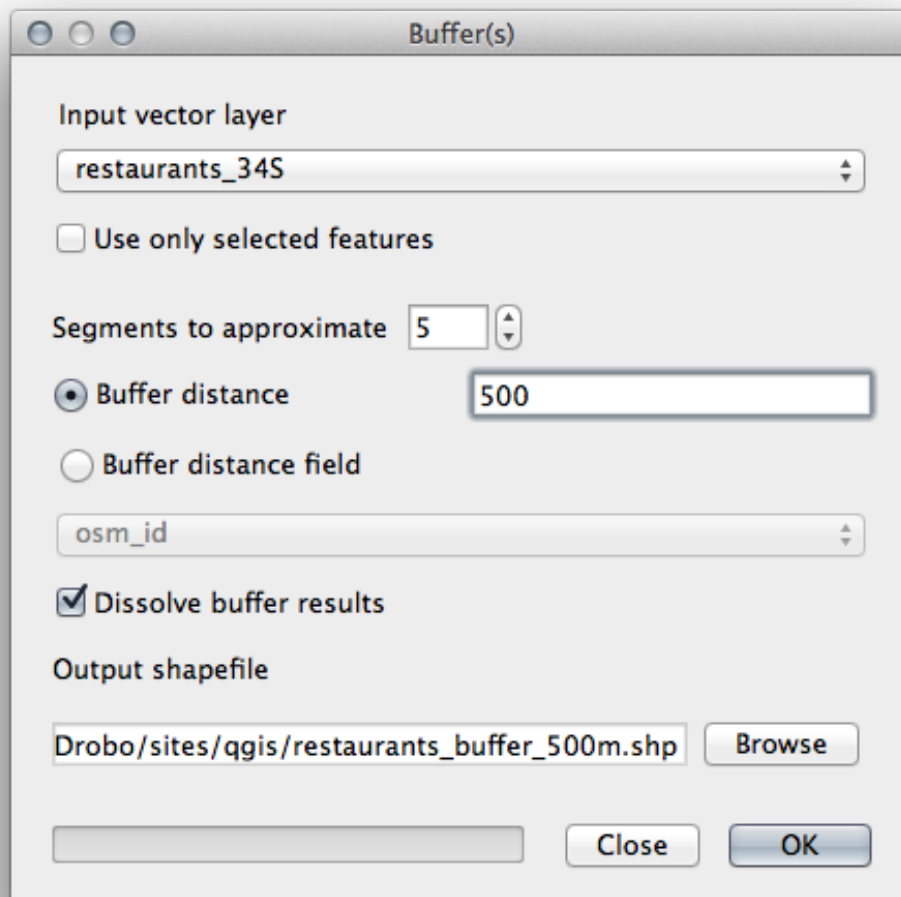 Buffer(s)
Input vector layer
restaurants_34S
Use only selected features
Segments to approximate 5
Buffer distance 500
Buffer distance field
osm_id
Dissolve buffer results
Output shapefile
Drobo/sites/qgis/restaurants_buffer_500m.shp Browse
Close OK